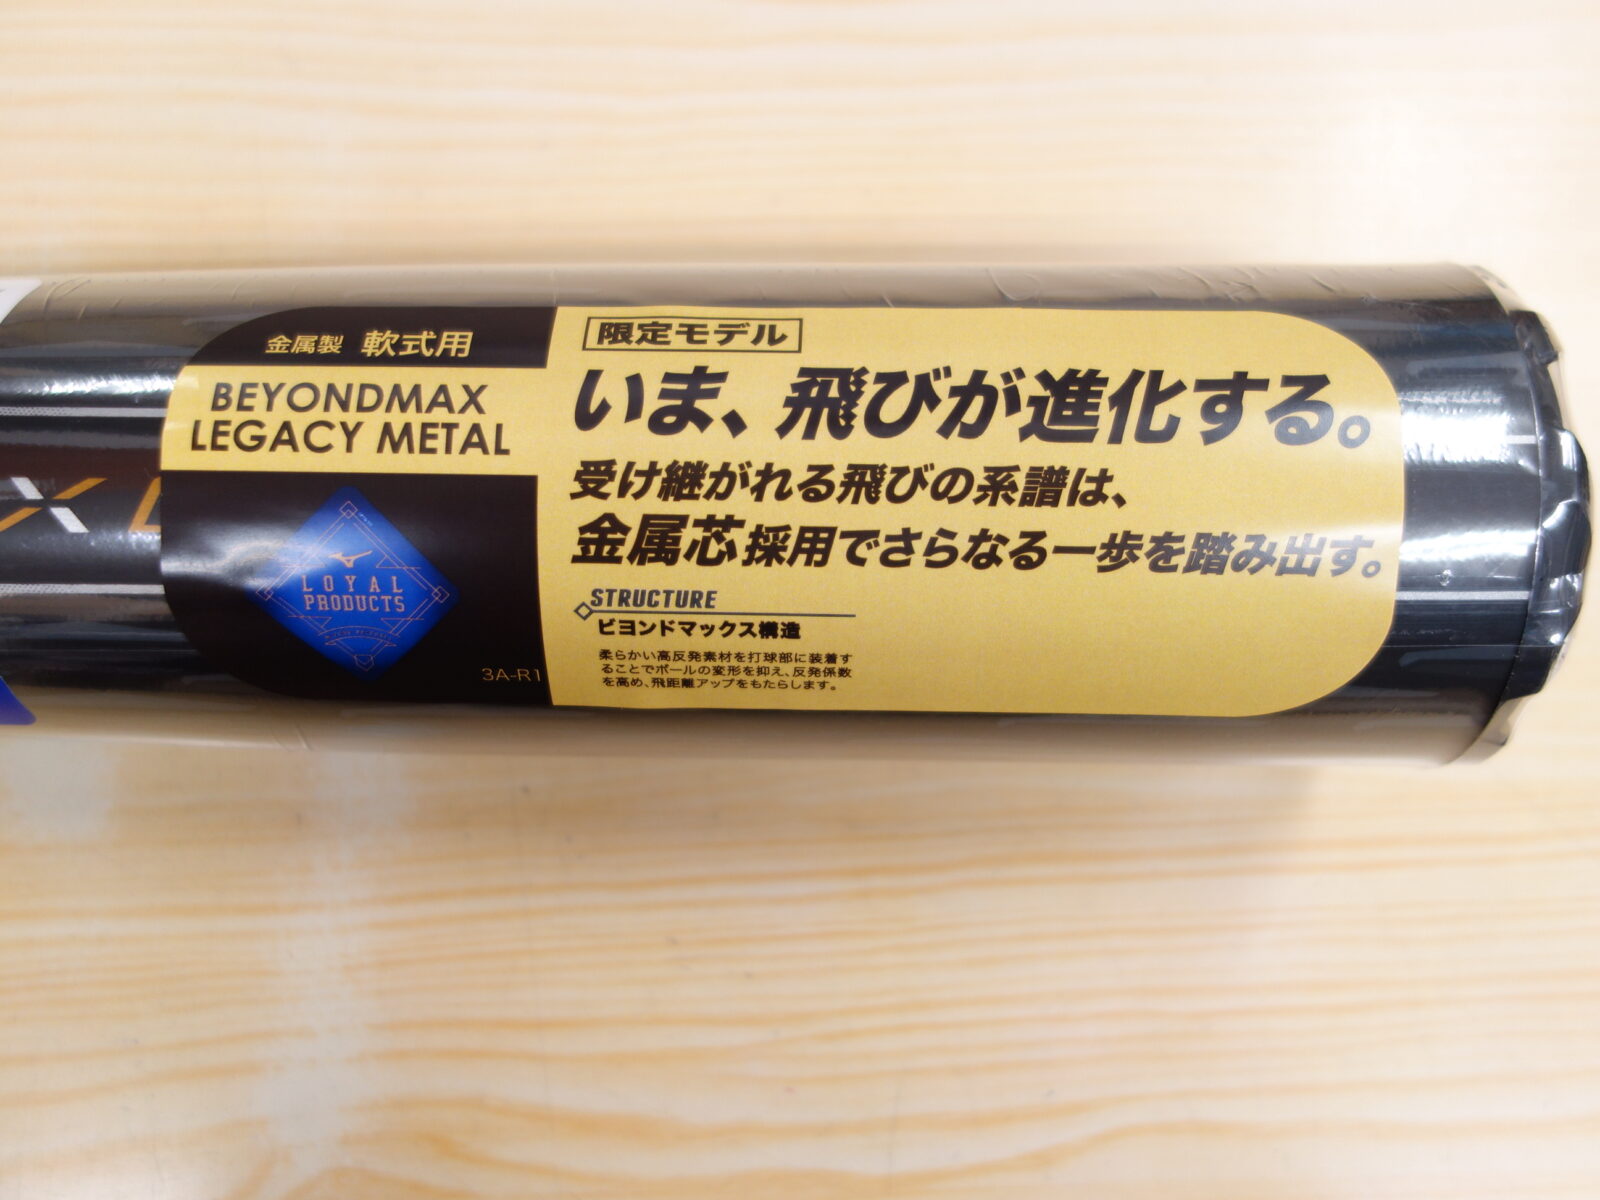 金属製 軟式用
BEYONDMAX
LEGACY METAL
X L
LOYAL
PRODUCTS
3A-R1
限定モデル
いま、飛びが進化する。
受け継がれる飛びの系譜は、
金属芯採用でさらなる一歩を踏み出す。
STRUCTURE
ビヨンドマックス構造
柔らかい高反発素材を打球部に装着す
ることでボールの変形を抑え、反発係数
を高め、飛距離アップをもたらします。